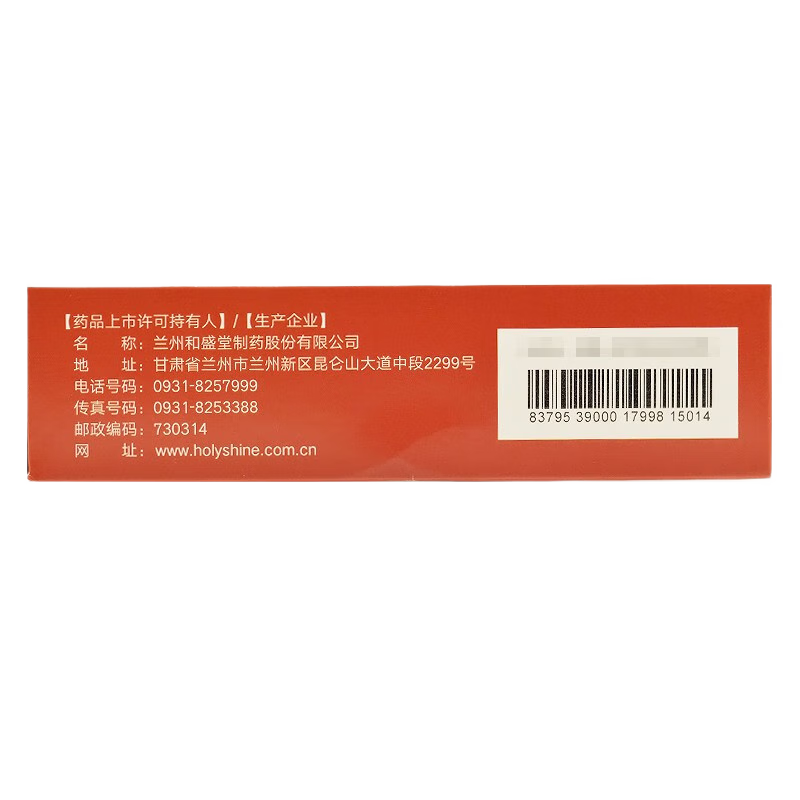 【药品上市许可持有人】/【生产企业】
名 称：兰州和盛堂制药股份有限公司
地 址：甘肃省兰州市兰州新区昆仑山大道中段2299号
电话号码：0931-8257999
传真号码：0931-8253388
邮政编码：730314
网 址：www.holyshine.com.cn
83795 39000 17998 15014